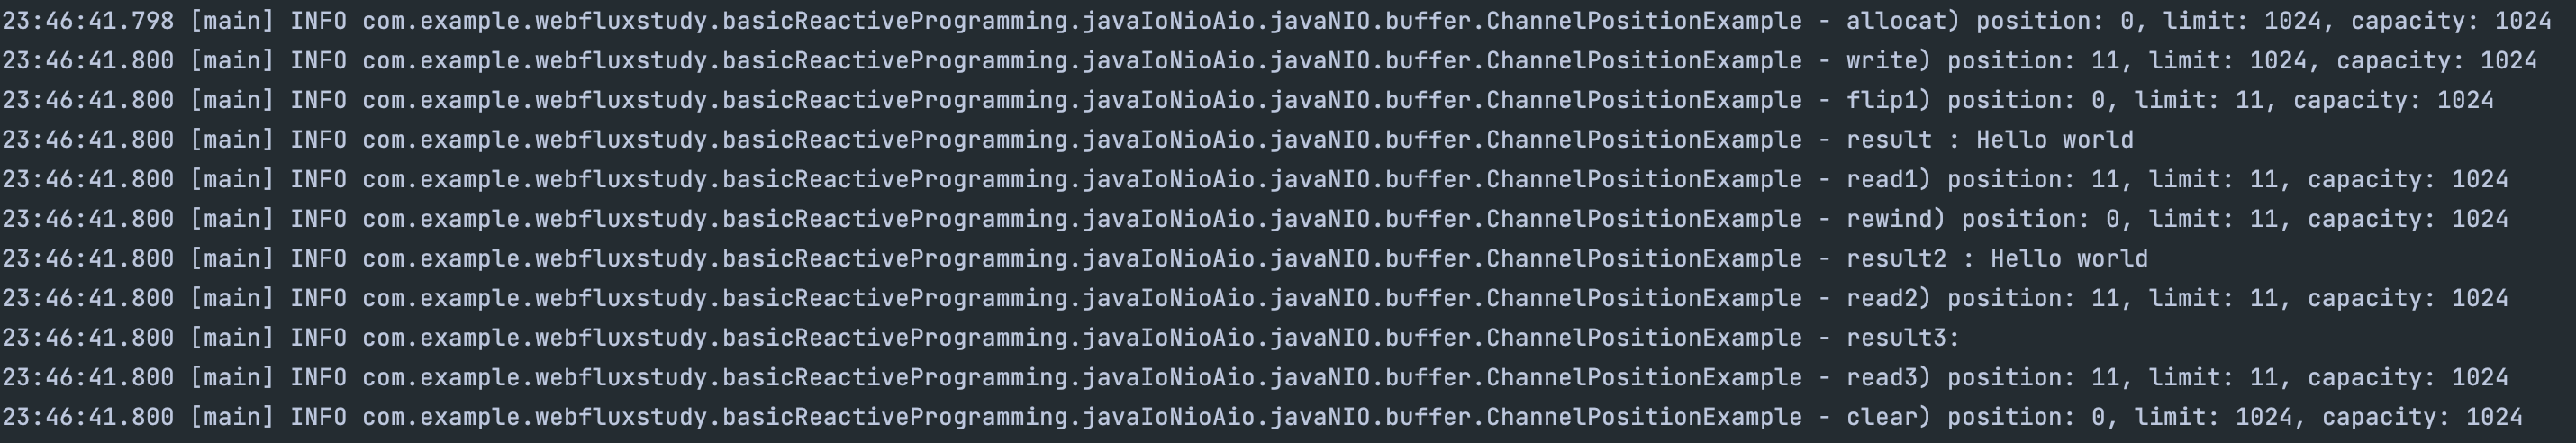 23:46:41.798 [main] INFO com.example.webfluxstudy.basicReactiveProgramming.javaIoNioAio.javaNIO.buffer.ChannelPositionExample - allocat) position: 0, limit: 1024, capacity: 1024
23:46:41.800 [main] INFO com.example.webfluxstudy.basicReactiveProgramming.javaIoNioAio.javaNIO.buffer.ChannelPositionExample - write) position: 11, limit: 1024, capacity: 1024
23:46:41.800 [main] INFO com.example.webfluxstudy.basicReactiveProgramming.javaIoNioAio.javaNIO.buffer.ChannelPositionExample - flip1) position: 0, limit: 11, capacity: 1024
23:46:41.800 [main] INFO com.example.webfluxstudy.basicReactiveProgramming.javaIoNioAio.javaNIO.buffer.ChannelPositionExample - result : Hello world
23:46:41.800 [main] INFO com.example.webfluxstudy.basicReactiveProgramming.javaIoNioAio.javaNIO.buffer.ChannelPositionExample - read1) position: 11, limit: 11, capacity: 1024
23:46:41.800 [main] INFO com.example.webfluxstudy.basicReactiveProgramming.javaIoNioAio.javaNIO.buffer.ChannelPositionExample - rewind) position: 0, limit: 11, capacity: 1024
23:46:41.800 [main] INFO com.example.webfluxstudy.basicReactiveProgramming.javaIoNioAio.javaNIO.buffer.ChannelPositionExample - result2 : Hello world
23:46:41.800 [main] INFO com.example.webfluxstudy.basicReactiveProgramming.javaIoNioAio.javaNIO.buffer.ChannelPositionExample - read2) position: 11, limit: 11, capacity: 1024
23:46:41.800 [main] INFO com.example.webfluxstudy.basicReactiveProgramming.javaIoNioAio.javaNIO.buffer.ChannelPositionExample - result3:
23:46:41.800 [main] INFO com.example.webfluxstudy.basicReactiveProgramming.javaIoNioAio.javaNIO.buffer.ChannelPositionExample - read3) position: 11, limit: 11, capacity: 1024
23:46:41.800 [main] INFO com.example.webfluxstudy.basicReactiveProgramming.javaIoNioAio.javaNIO.buffer.ChannelPositionExample - clear) position: 0, limit: 1024, capacity: 1024